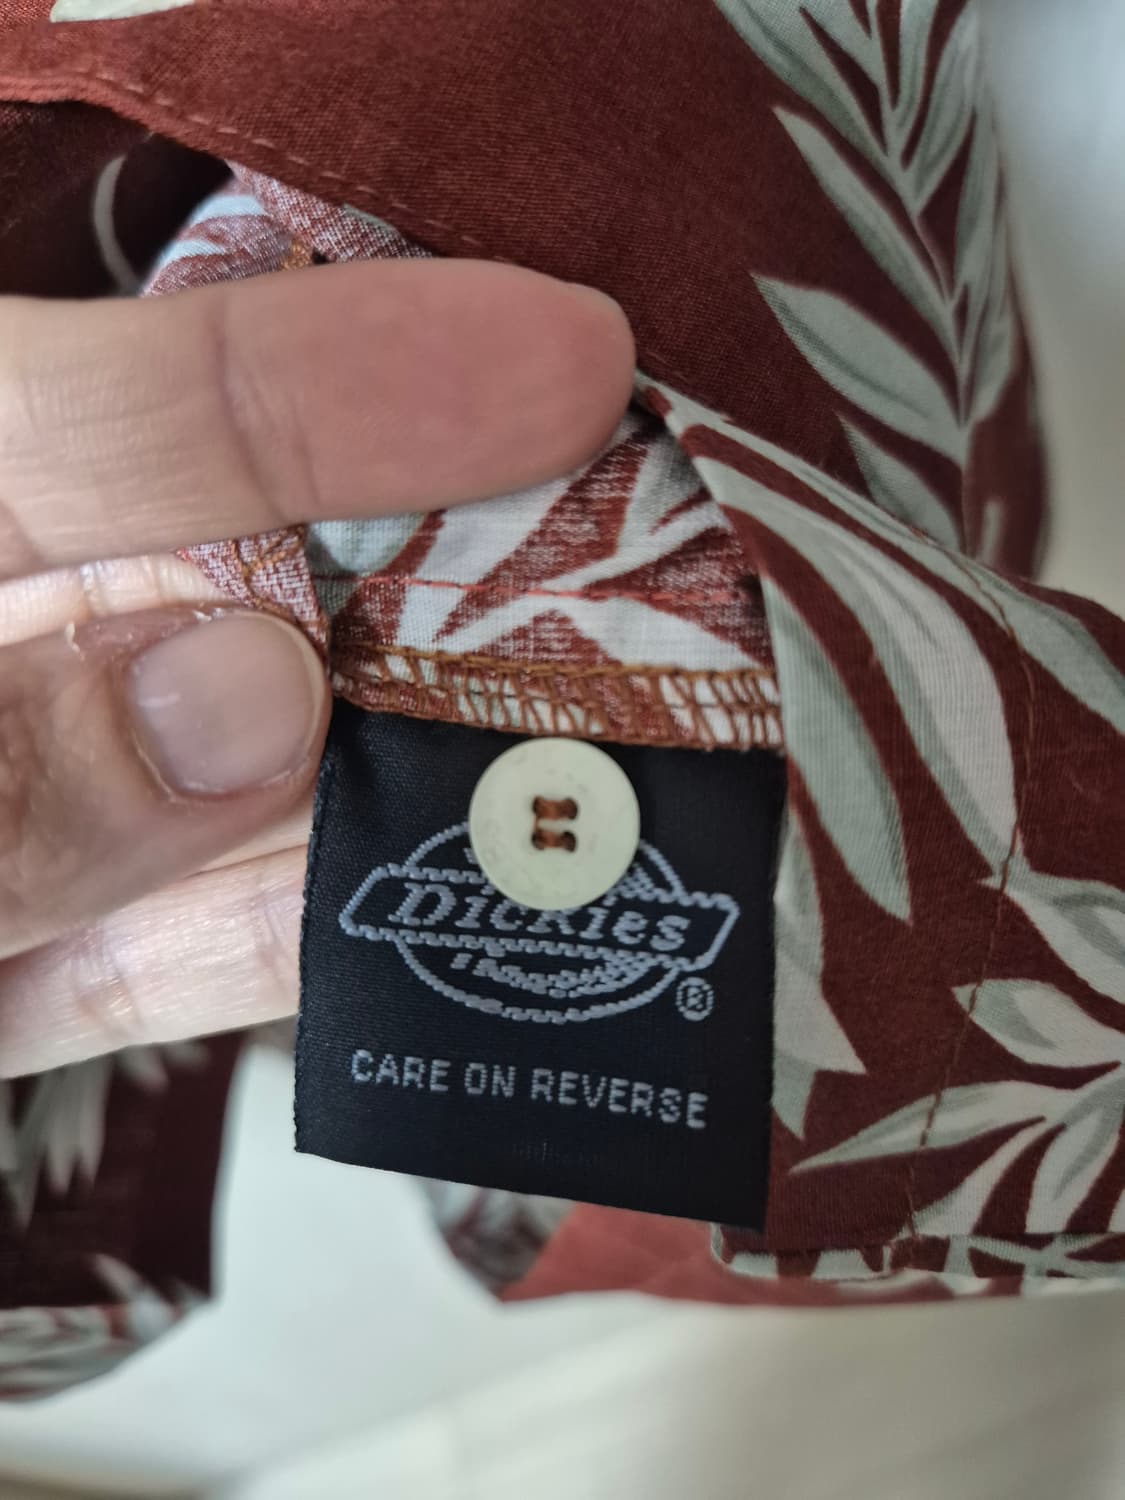 Dickies
®
CARE ON REVERSE